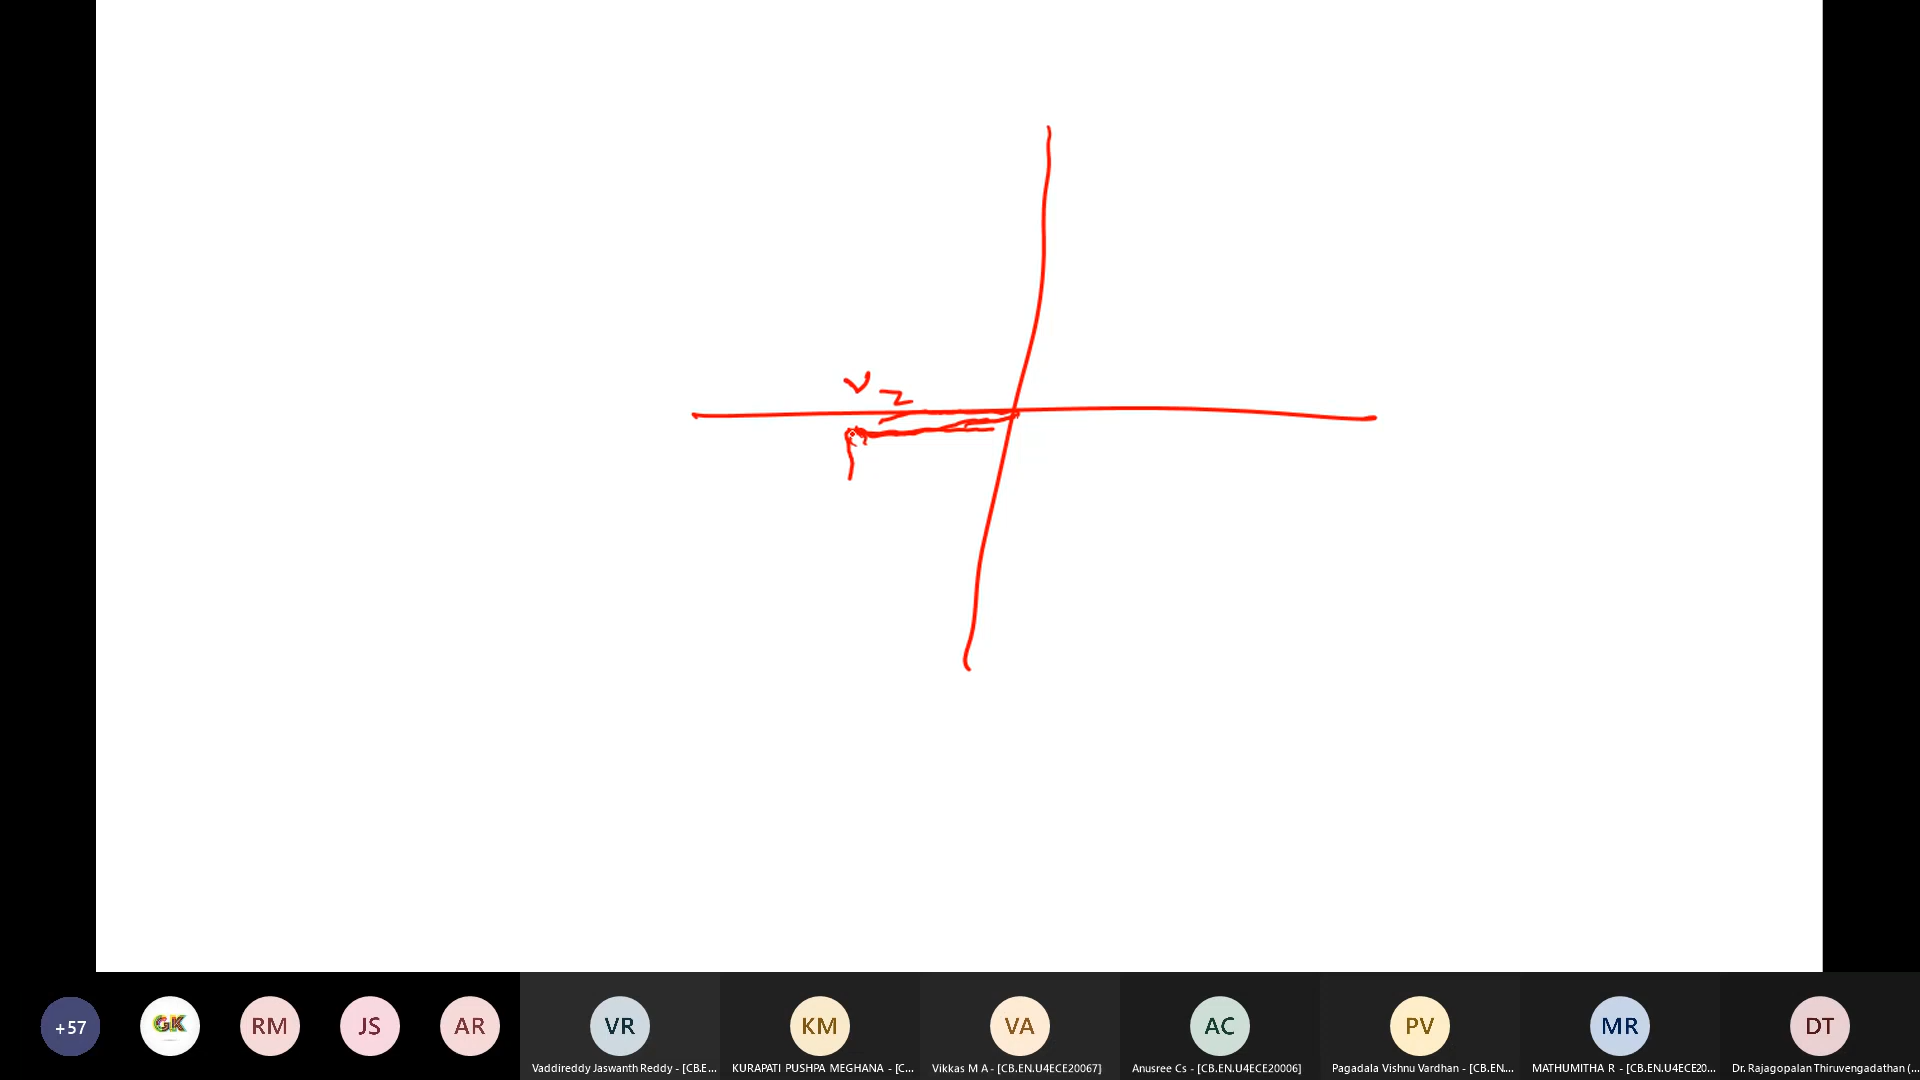 V z
+57
GK
RM
JS
AR
VR
KM
VA
AC
PV
MR
DT
Vaddireddy Jaswanth Reddy - [CB.E...
KURAPATI PUSHPA MEGHANA - [C...
Vikkas M A - [CB.EN.U4ECE20067]
Anusree Cs - [CB.EN.U4ECE20006]
Pagadala Vishnu Vardhan - [CB.EN....
MATHUMITHA R - [CB.EN.U4ECE20...
Dr. Rajagopalan Thiruvengadathan (...